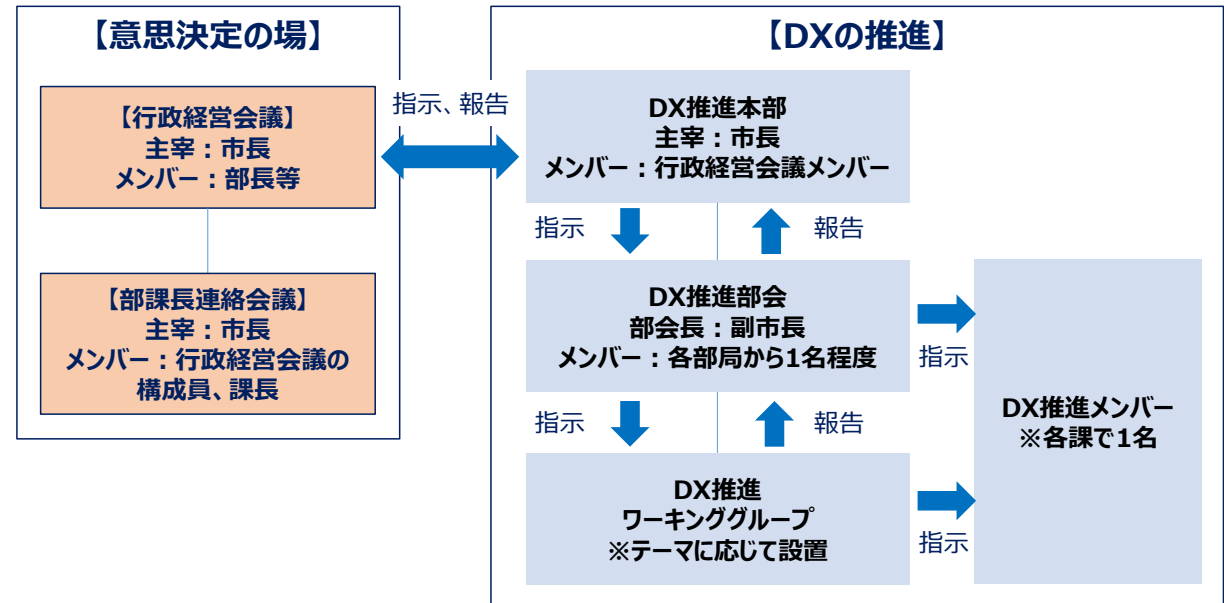 【意思決定の場】
【行政経営会議】
主宰：市長
メンバー：部長等
【部課長連絡会議】
主宰：市長
メンバー：行政経営会議の
構成員、課長
指示、報告
【DXの推進】
DX推進本部
主宰：市長
メンバー：行政経営会議メンバー
指示
報告
DX推進部会
部会長：副市長
メンバー：各部局から1名程度
指示
指示
報告
DX推進
ワーキンググループ
※テーマに応じて設置
指示
DX推進メンバー
※各課で1名